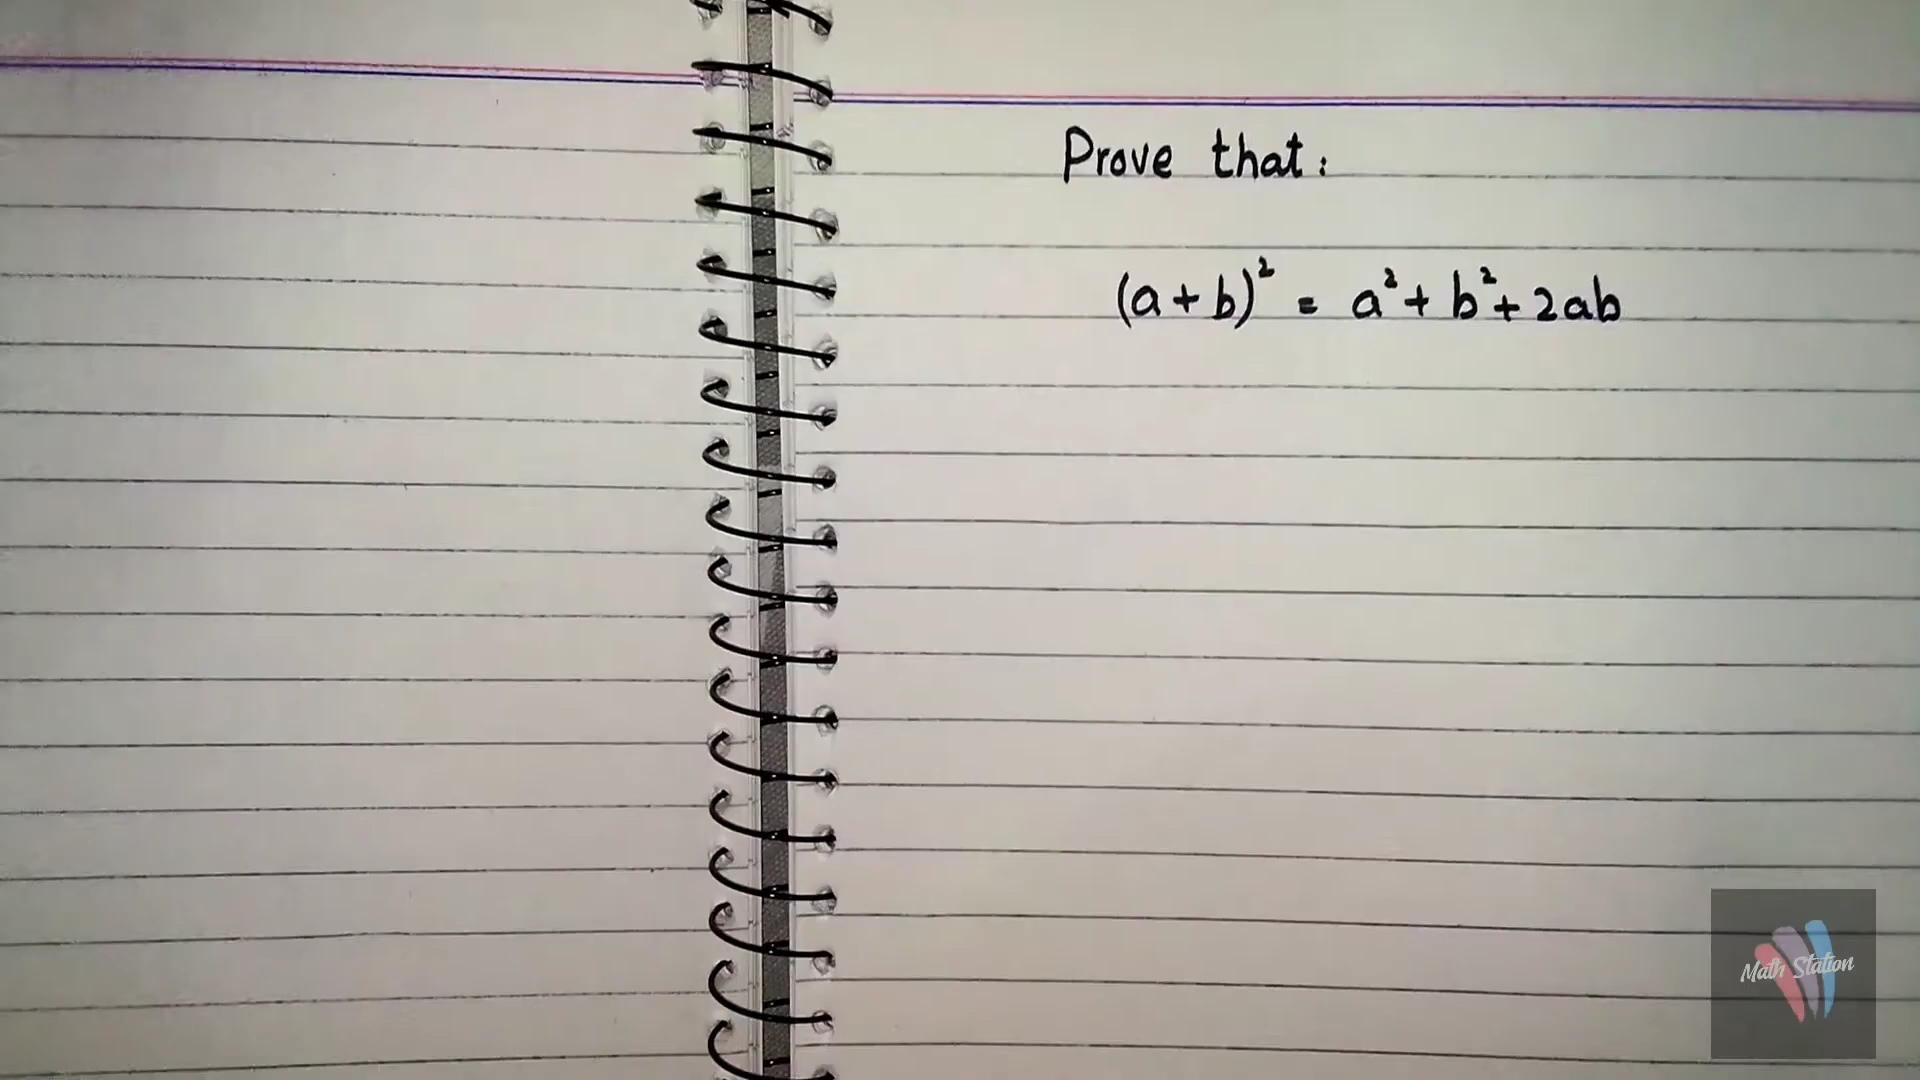 Prove that:
(a + b)² = a² + b² + 2ab
Math Station